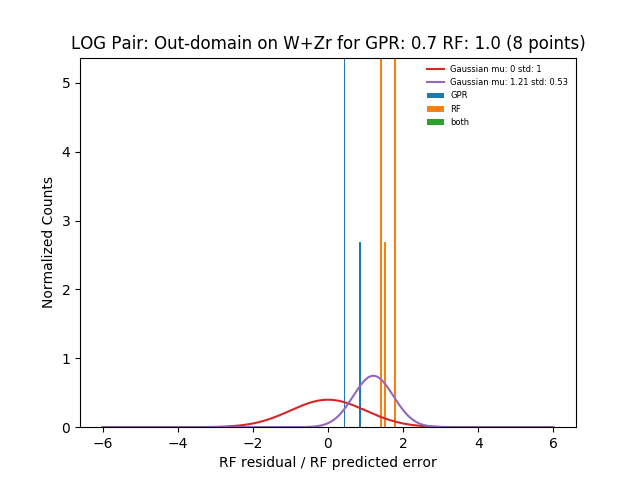 LOG Pair: Out-domain on W+Zr for GPR: 0.7 RF: 1.0 (8 points)
Gaussian mu: 0 std: 1
Gaussian mu: 1.21 std: 0.53
GPR
RF
both
Normalized Counts
5
4
3
2
1
0
−6
−4
−2
0
2
4
6
RF residual / RF predicted error